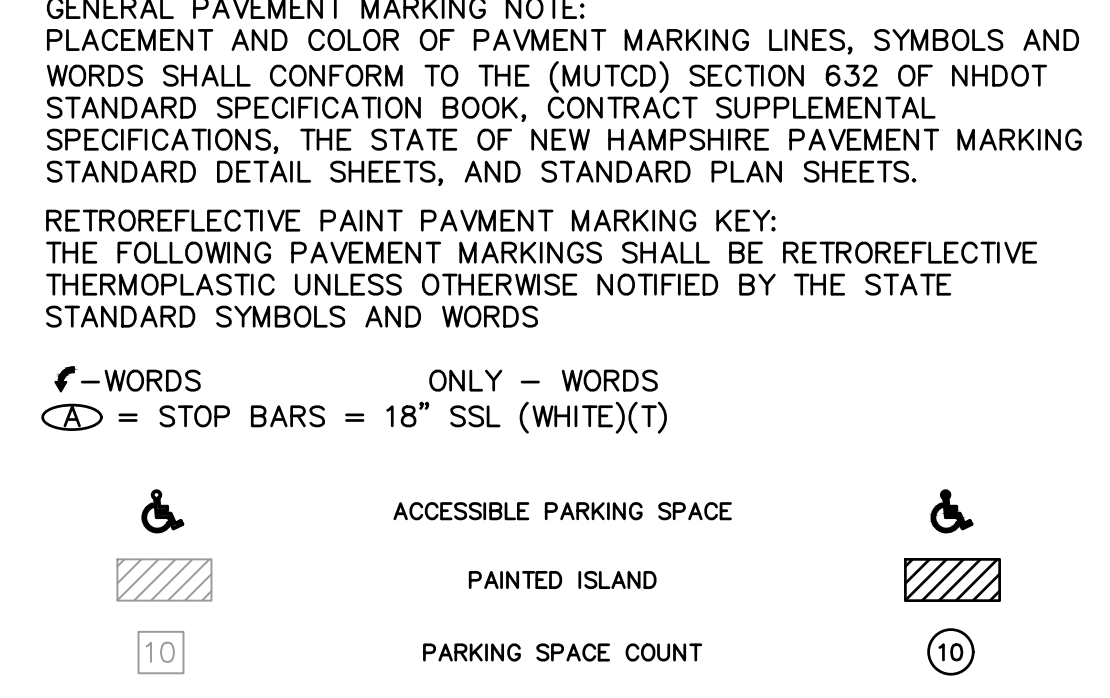 GENERAL PAVEMENT MARKING NOTE:
PLACEMENT AND COLOR OF PAVMENT MARKING LINES, SYMBOLS AND
WORDS SHALL CONFORM TO THE (MUTCD) SECTION 632 OF NHDOT
STANDARD SPECIFICATION BOOK, CONTRACT SUPPLEMENTAL
SPECIFICATIONS, THE STATE OF NEW HAMPSHIRE PAVEMENT MARKING
STANDARD DETAIL SHEETS, AND STANDARD PLAN SHEETS.
RETROREFLECTIVE PAINT PAVMENT MARKING KEY:
THE FOLLOWING PAVEMENT MARKINGS SHALL BE RETROREFLECTIVE
THERMOPLASTIC UNLESS OTHERWISE NOTIFIED BY THE STATE
STANDARD SYMBOLS AND WORDS
–WORDS ONLY – WORDS
A = STOP BARS = 18" SSL (WHITE)(T)
ACCESSIBLE PARKING SPACE
PAINTED ISLAND
10 PARKING SPACE COUNT 10